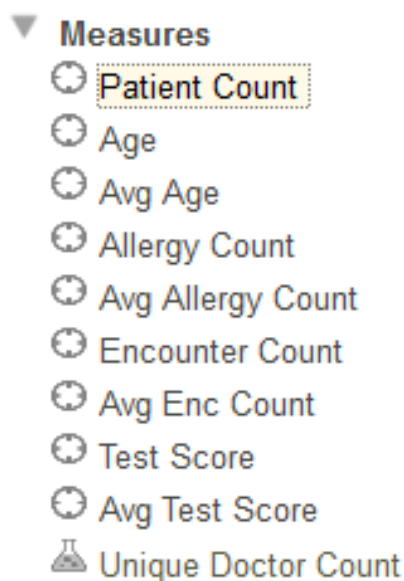 Measures
Patient Count
Age
Avg Age
Allergy Count
Avg Allergy Count
Encounter Count
Avg Enc Count
Test Score
Avg Test Score
Unique Doctor Count